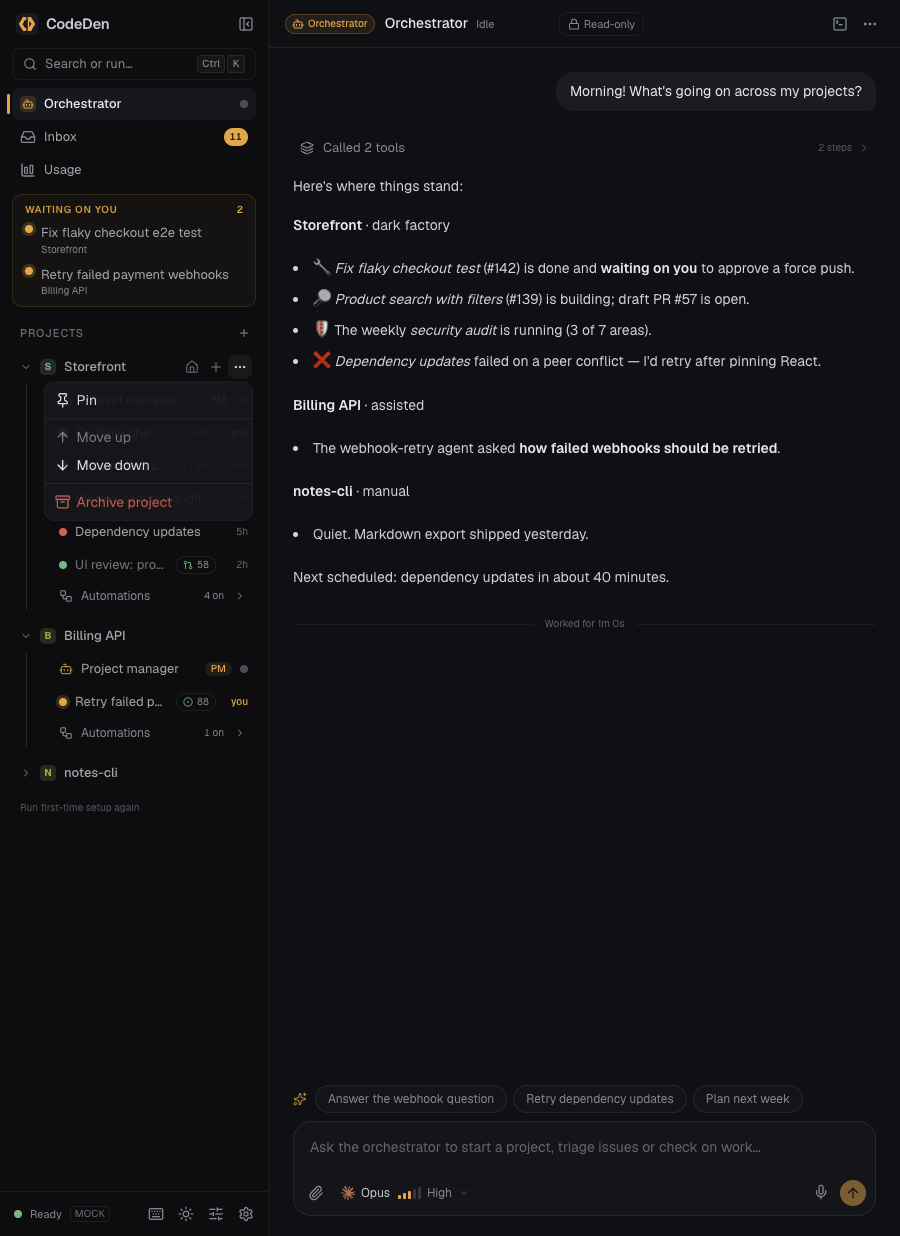 CodeDen
Search or run…
Ctrl K
Orchestrator
Inbox
11
Usage
WAITING ON YOU
2
Fix flaky checkout e2e test
Storefront
Retry failed payment webhooks
Billing API
PROJECTS
S Storefront
Pin
Move up
Move down
Archive project
Dependency updates 5h
UI review: pro… 58 2h
Automations 4 on
B Billing API
Project manager PM
Retry failed p… 88 you
Automations 1 on
N notes-cli
Run first-time setup again
Ready MOCK
Orchestrator Orchestrator Idle Read-only
Morning! What's going on across my projects?
Called 2 tools 2 steps
Here's where things stand:
Storefront · dark factory
Fix flaky checkout test (#142) is done and waiting on you to approve a force push.
Product search with filters (#139) is building; draft PR #57 is open.
The weekly security audit is running (3 of 7 areas).
Dependency updates failed on a peer conflict — I'd retry after pinning React.
Billing API · assisted
The webhook-retry agent asked how failed webhooks should be retried.
notes-cli · manual
Quiet. Markdown export shipped yesterday.
Next scheduled: dependency updates in about 40 minutes.
Worked for 1m 0s
Answer the webhook question
Retry dependency updates
Plan next week
Ask the orchestrator to start a project, triage issues or check on work…
Opus High